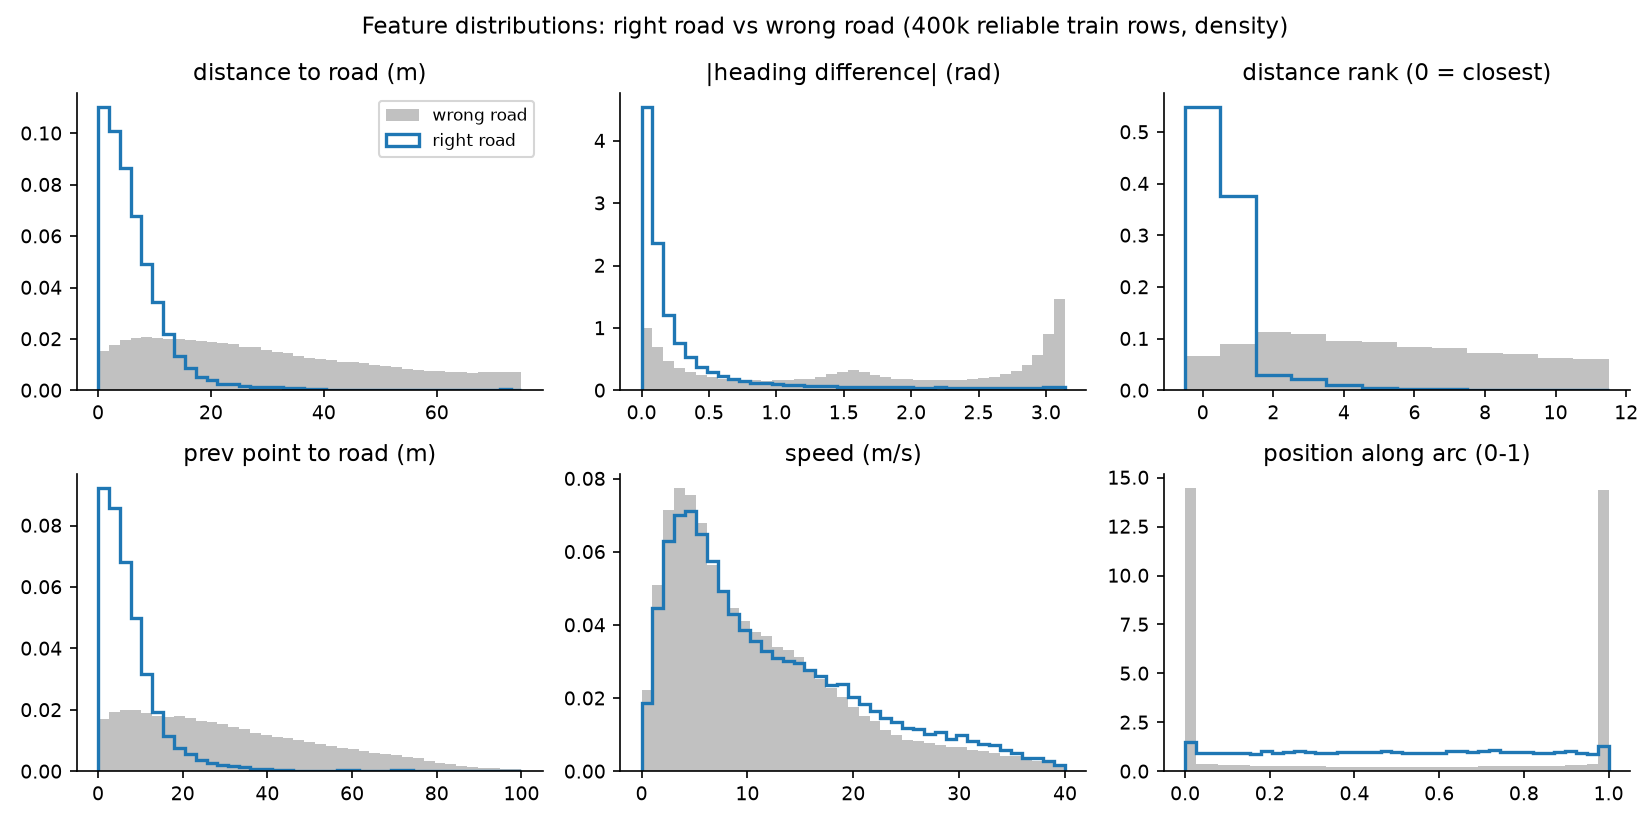 Feature distributions: right road vs wrong road (400k reliable train rows, density)
distance to road (m)
0.10
0.08
0.06
0.04
0.02
0.00
0 20 40 60
wrong road
right road
|heading difference| (rad)
4
3
2
1
0
0.0 0.5 1.0 1.5 2.0 2.5 3.0
distance rank (0 = closest)
0.5
0.4
0.3
0.2
0.1
0.0
0 2 4 6 8 10 12
prev point to road (m)
0.08
0.06
0.04
0.02
0.00
0 20 40 60 80 100
speed (m/s)
0.08
0.06
0.04
0.02
0.00
0 10 20 30 40
position along arc (0-1)
15.0
12.5
10.0
7.5
5.0
2.5
0.0
0.0 0.2 0.4 0.6 0.8 1.0